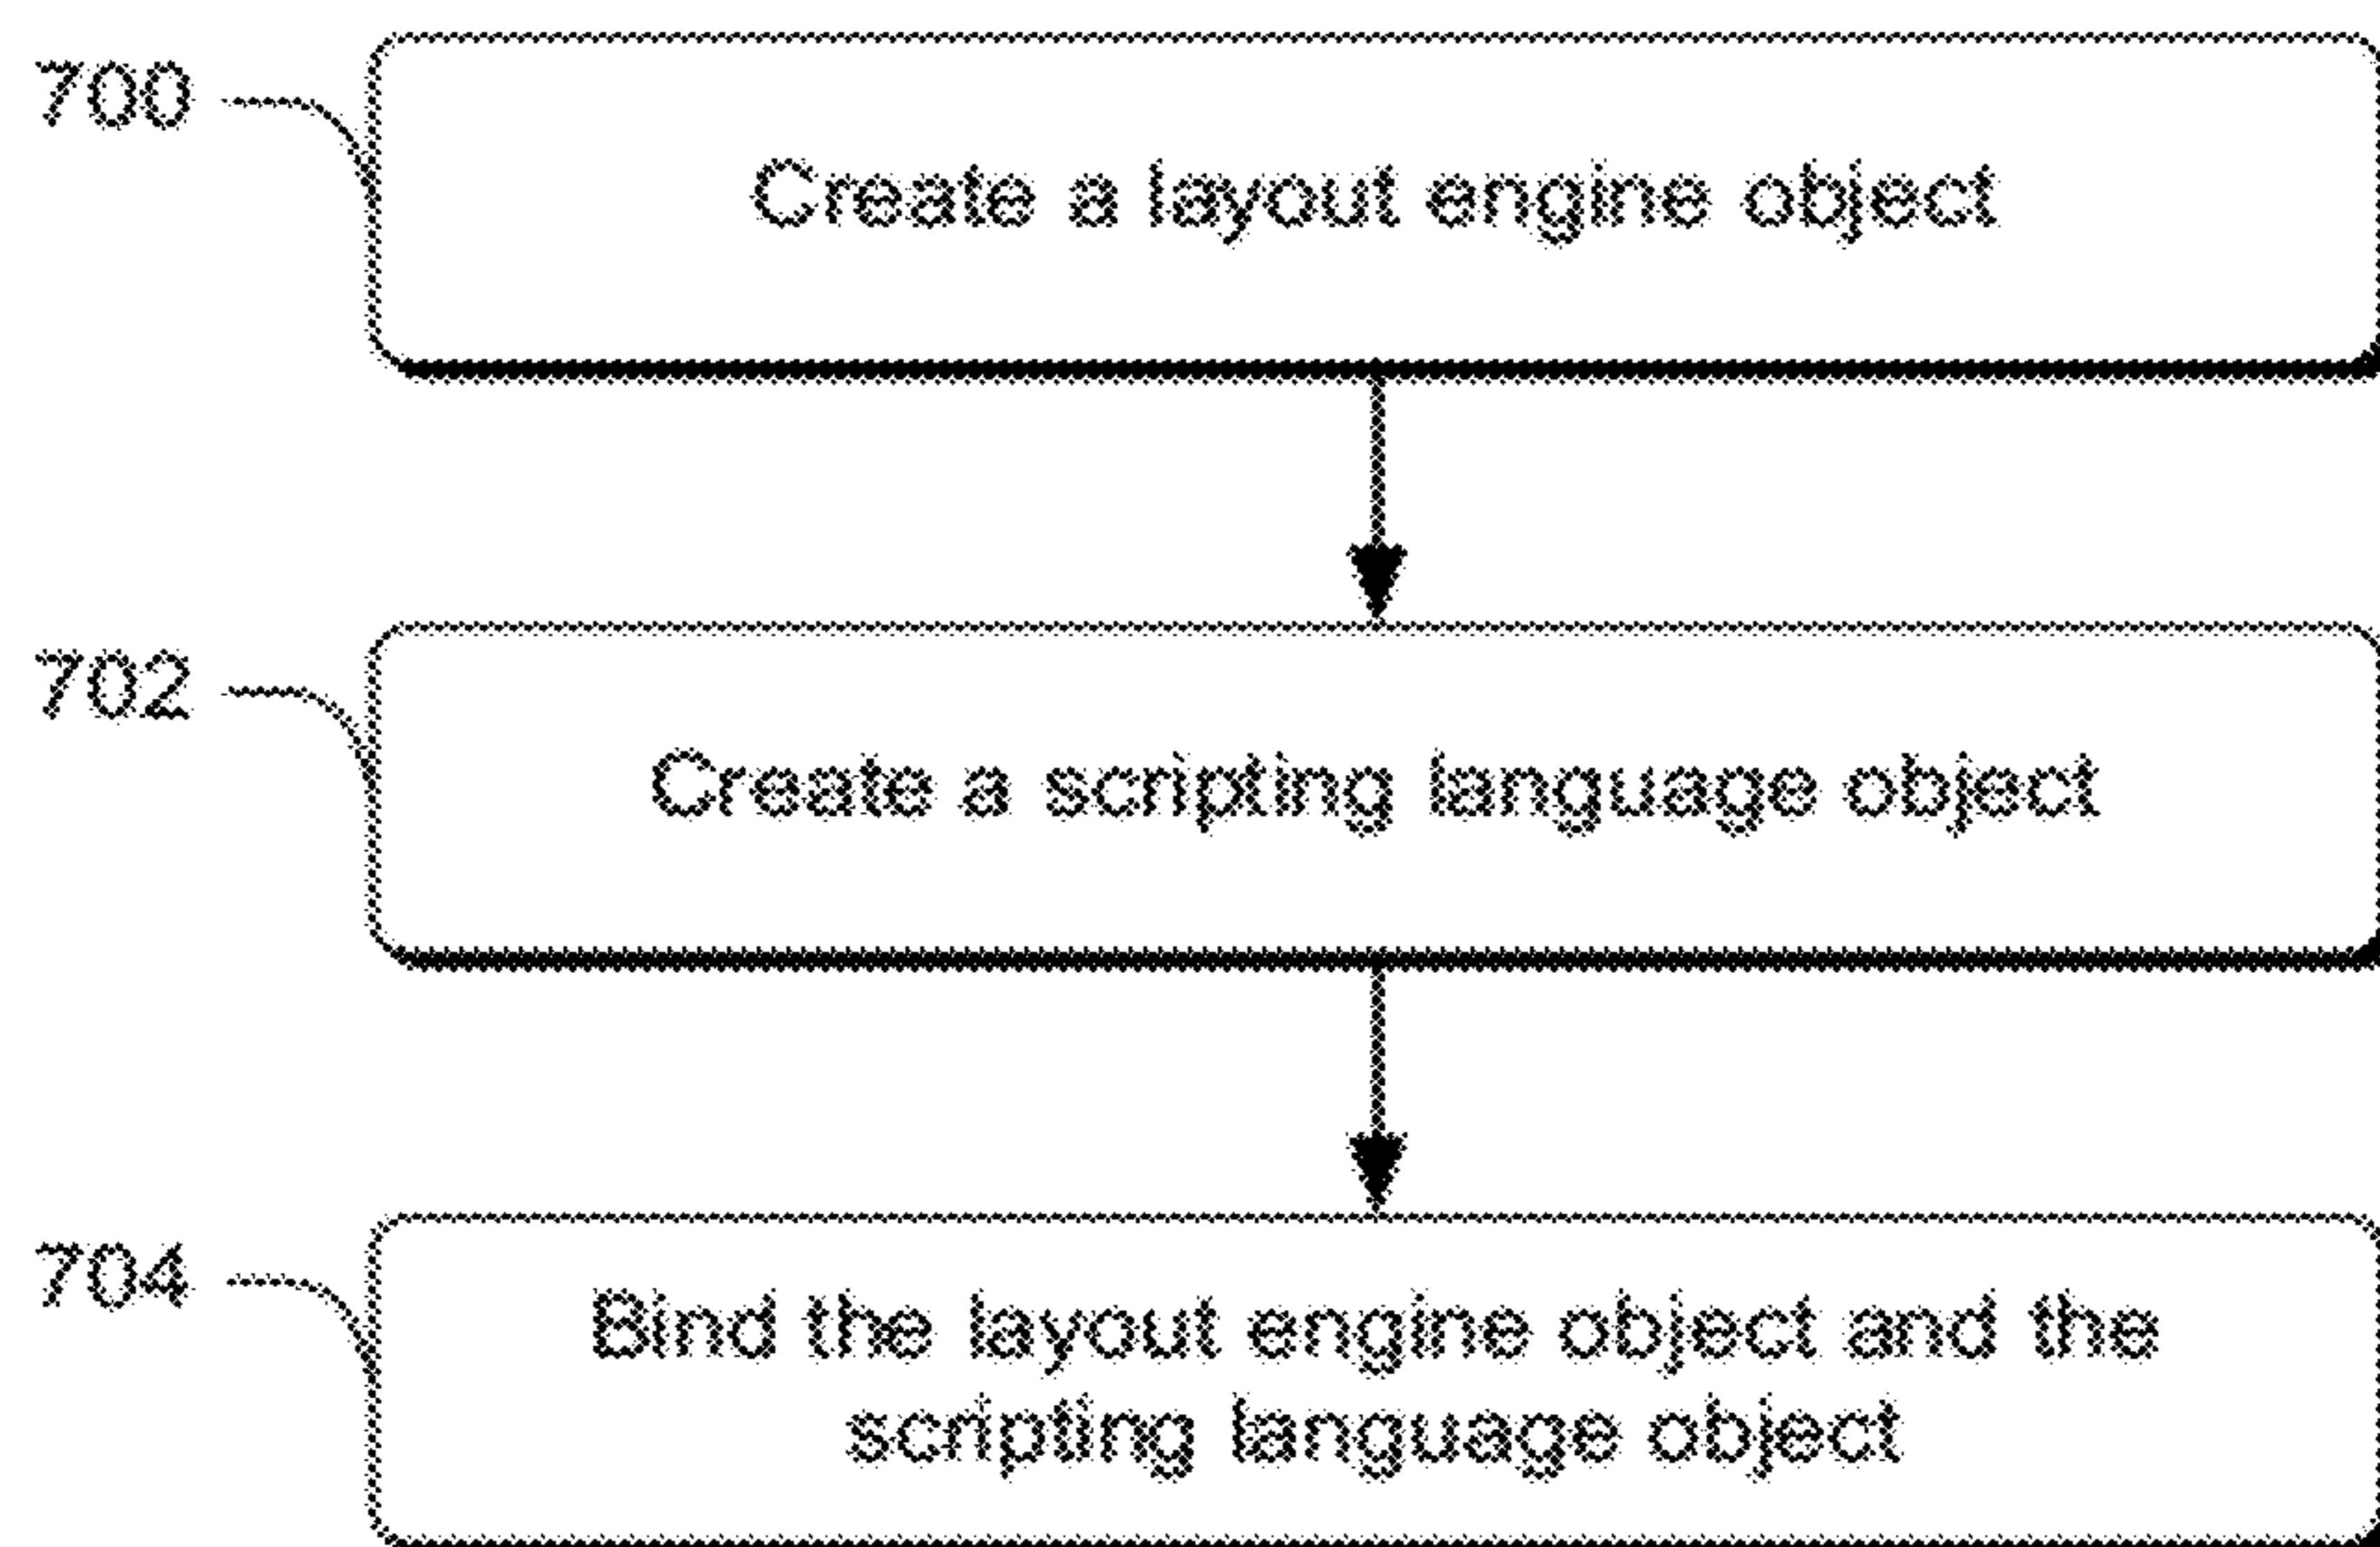 700
Create a layout engine object
702
Create a scripting language object
704
Bind the layout engine object and the
scripting language object